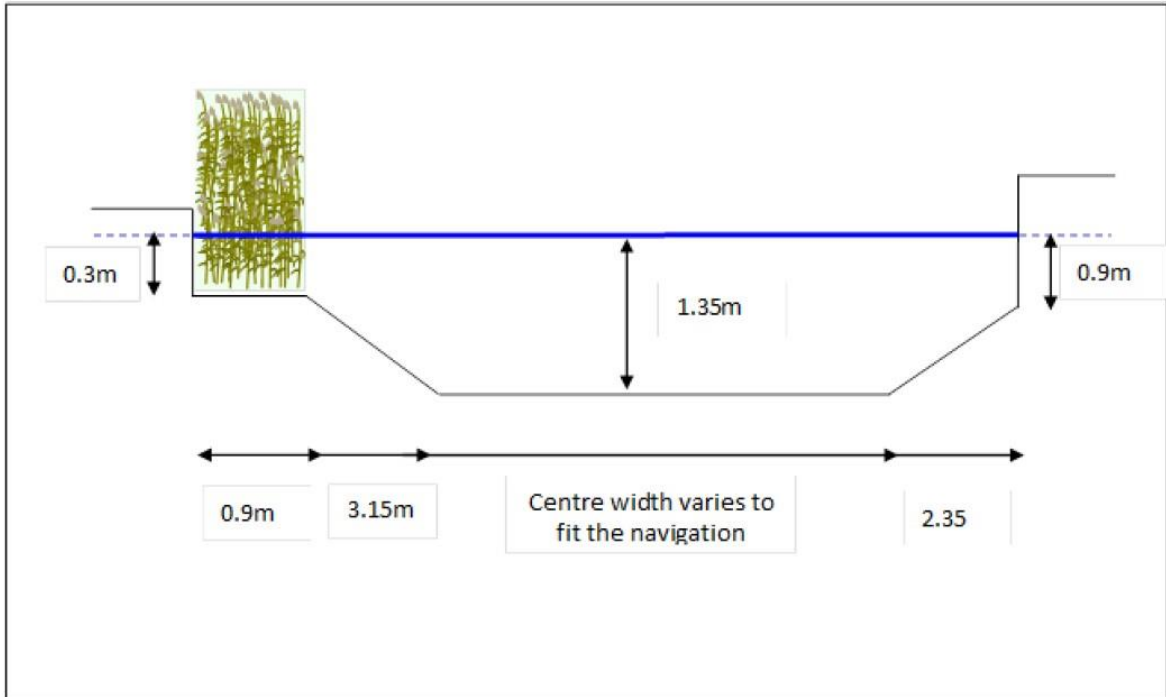 0.3m
1.35m
0.9m
0.9m
3.15m
Centre width varies to
fit the navigation
2.35